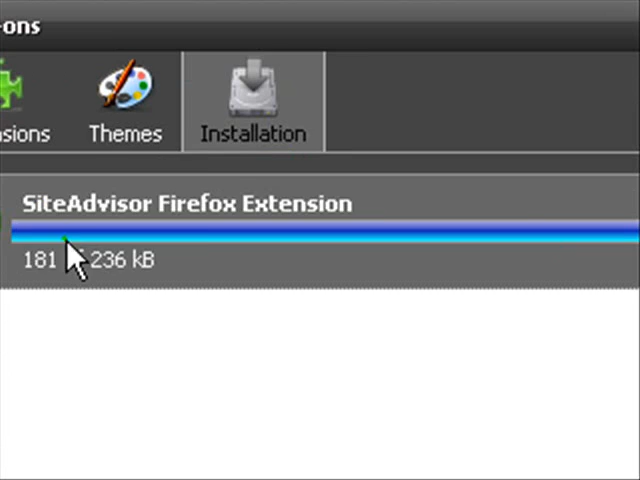 -ons
sions
Themes
Installation
SiteAdvisor Firefox Extension
181 236 kB